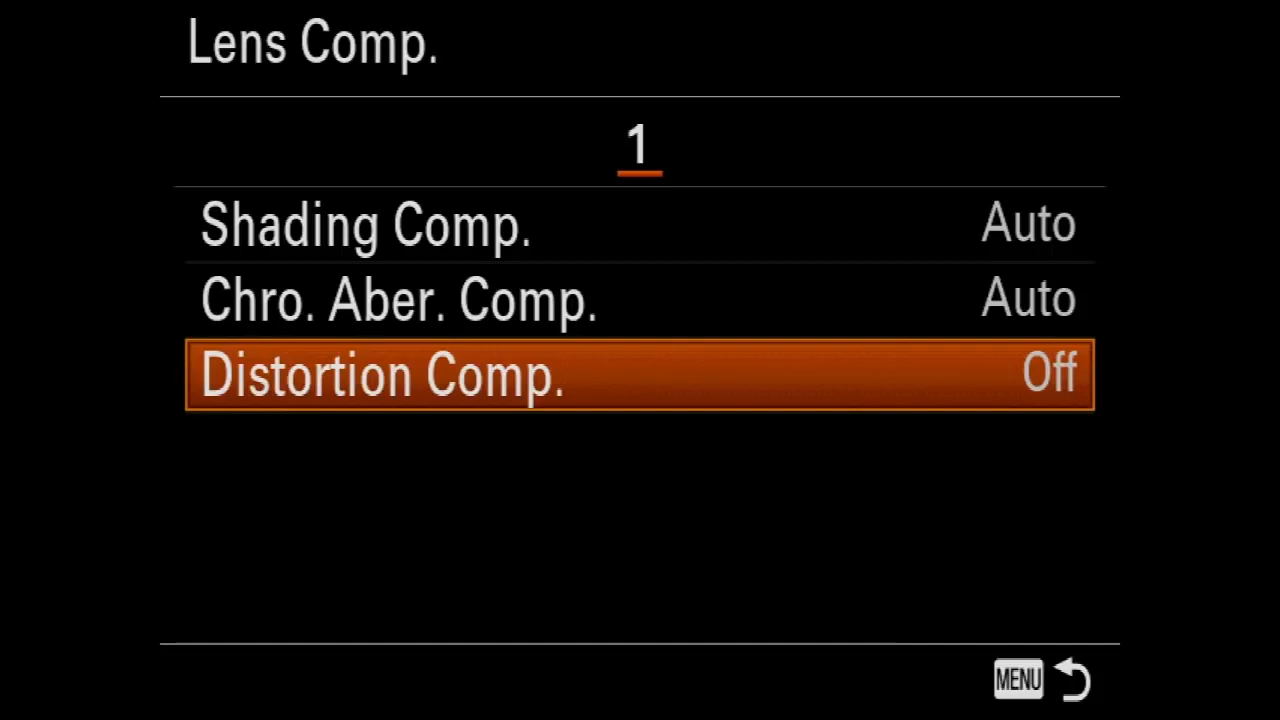 Lens Comp.
1
Shading Comp. Auto
Chro. Aber. Comp. Auto
Distortion Comp. Off
MENU